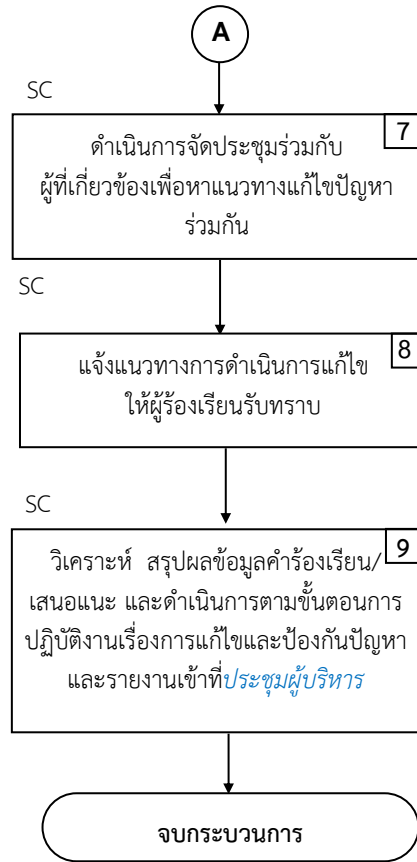 A
SC
7
ดำเนินการจัดประชุมร่วมกับ
ผู้ที่เกี่ยวข้องเพื่อหาแนวทางแก้ไขปัญหา
ร่วมกัน
SC
8
แจ้งแนวทางการดำเนินการแก้ไข
ให้ผู้ร้องเรียนรับทราบ
SC
9
วิเคราะห์ สรุปผลข้อมูลคำร้องเรียน/
เสนอแนะ และดำเนินการตามขั้นตอนการ
ปฏิบัติงานเรื่องการแก้ไขและป้องกันปัญหา
และรายงานเข้าที่ประชุมผู้บริหาร
จบกระบวนการ